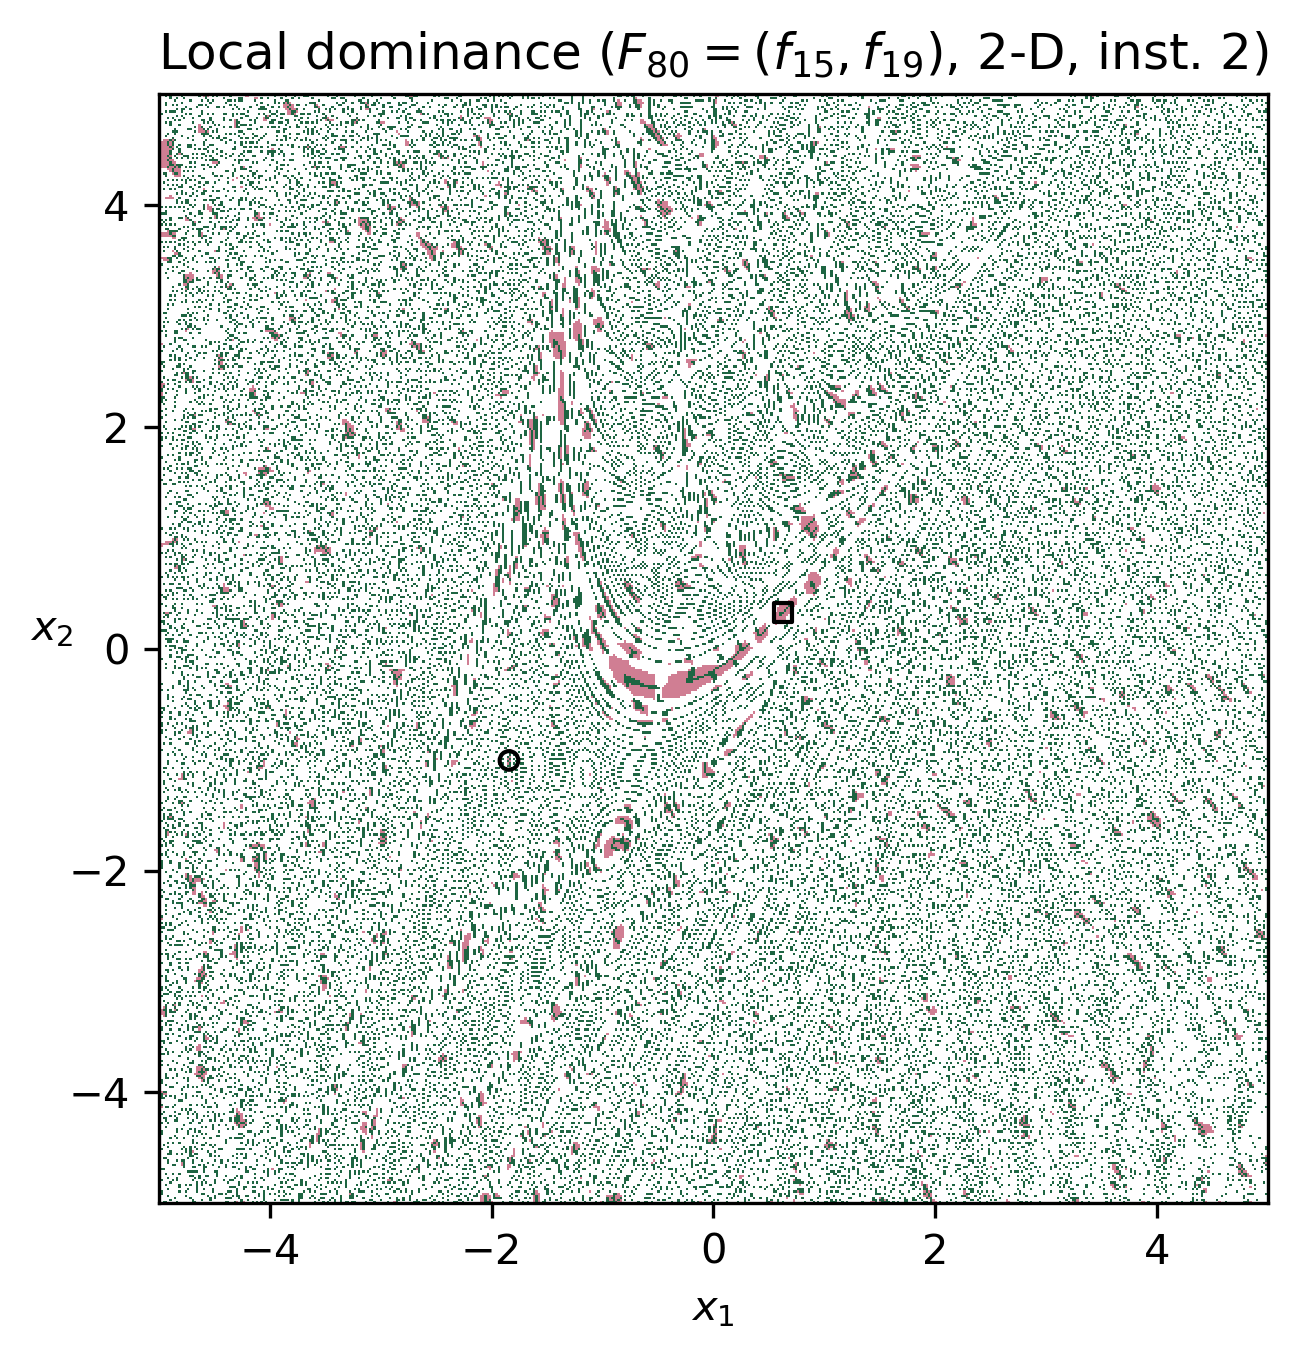 Local dominance (F₈₀ = (f₁₅, f₁₉), 2-D, inst. 2)
4
2
x₂
0
−2
−4
−4 −2 0 2 4
x₁